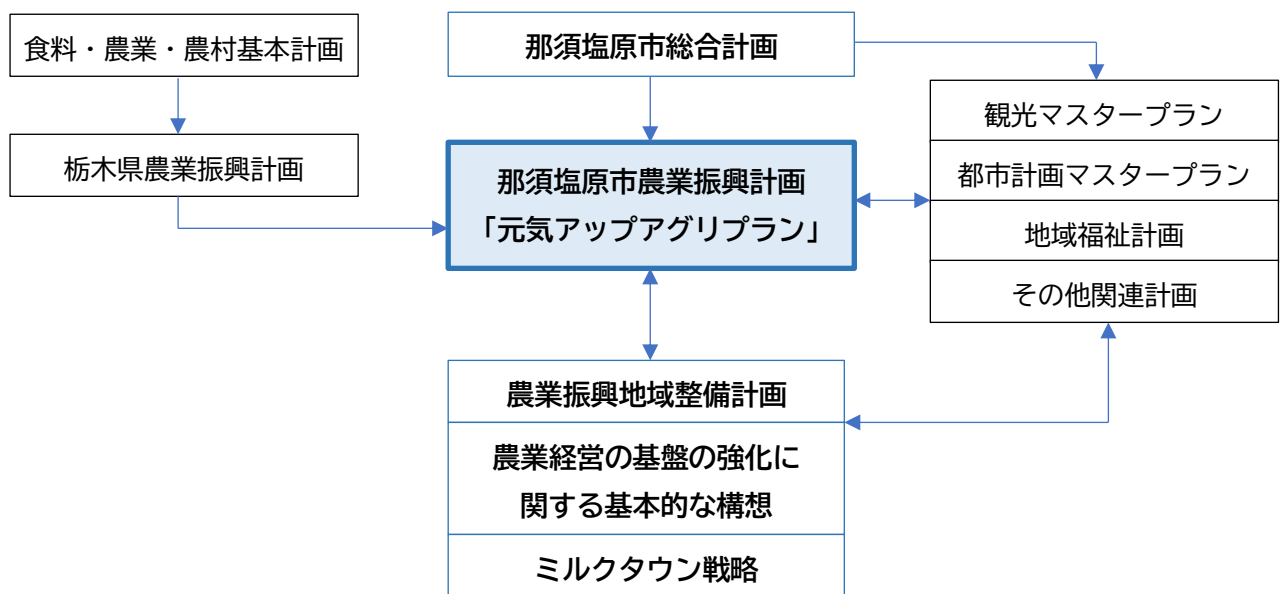 食料・農業・農村基本計画
那須塩原市総合計画
観光マスタープラン
栃木県農業振興計画
那須塩原市農業振興計画
「元気アップアグリプラン」
都市計画マスタープラン
地域福祉計画
その他関連計画
農業振興地域整備計画
農業経営の基盤の強化に
関する基本的な構想
ミルクタウン戦略